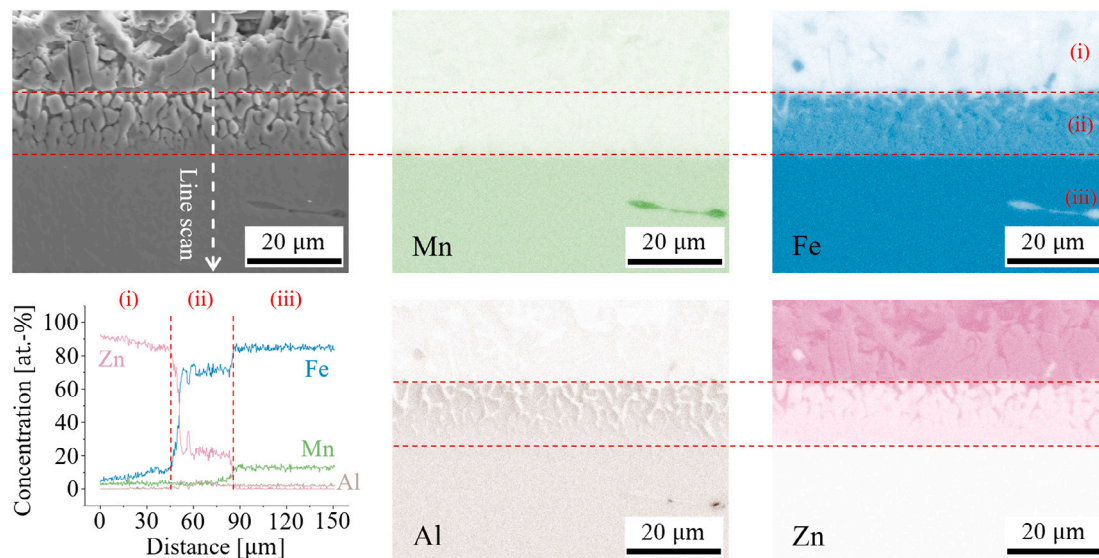 Line scan
20 μm
Mn
20 μm
(i)
(ii)
(iii)
Fe
20 μm
(i) (ii) (iii)
100
80
60
40
20
0
Zn
Fe
Mn
Al
0 30 60 90 120 150
Concentration [at.-%]
Distance [μm]
Al
20 μm
Zn
20 μm